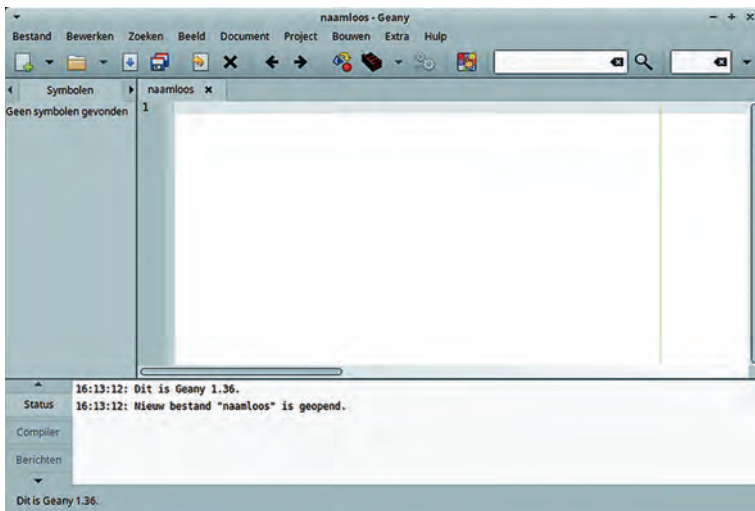 naamloos - Geany
Bestand Bewerken Zoeken Beeld Document Project Bouwen Extra Hulp
Symbolen
naamloos
Geen symbolen gevonden
1
16:13:12: Dit is Geany 1.36.
Status
16:13:12: Nieuw bestand "naamloos" is geopend.
Compiler
Berichten
Dit is Geany 1.36.